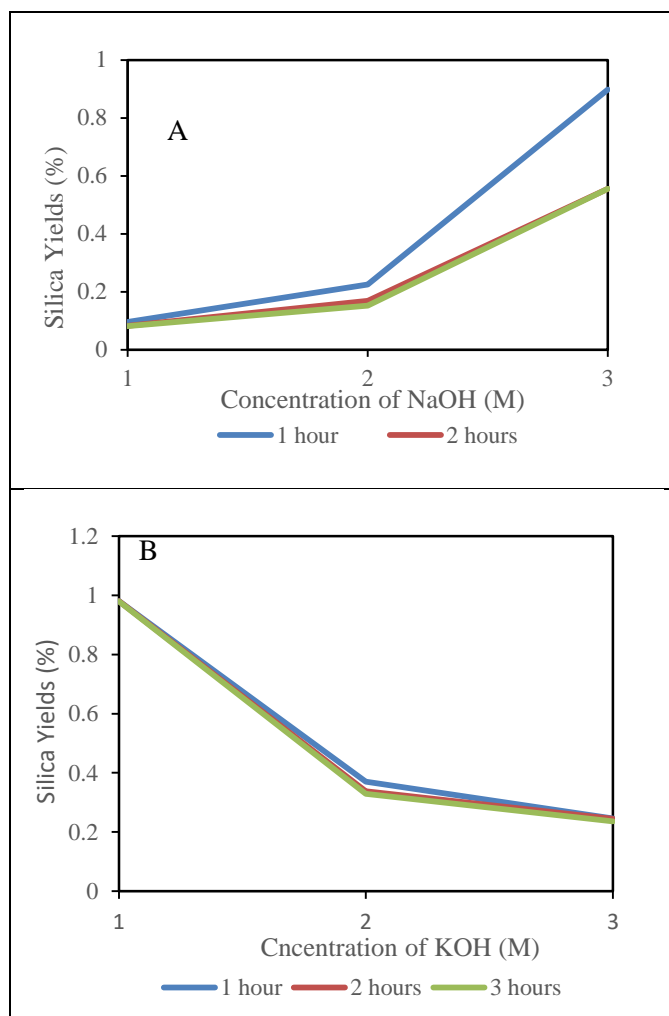 1
0.8
A
0.6
Silica Yields (%)
0.4
0.2
0
1 2 3
Concentration of NaOH (M)
1 hour 2 hours
1.2
B
1
0.8
Silica Yields (%)
0.6
0.4
0.2
0
1 2 3
Cncentration of KOH (M)
1 hour 2 hours 3 hours